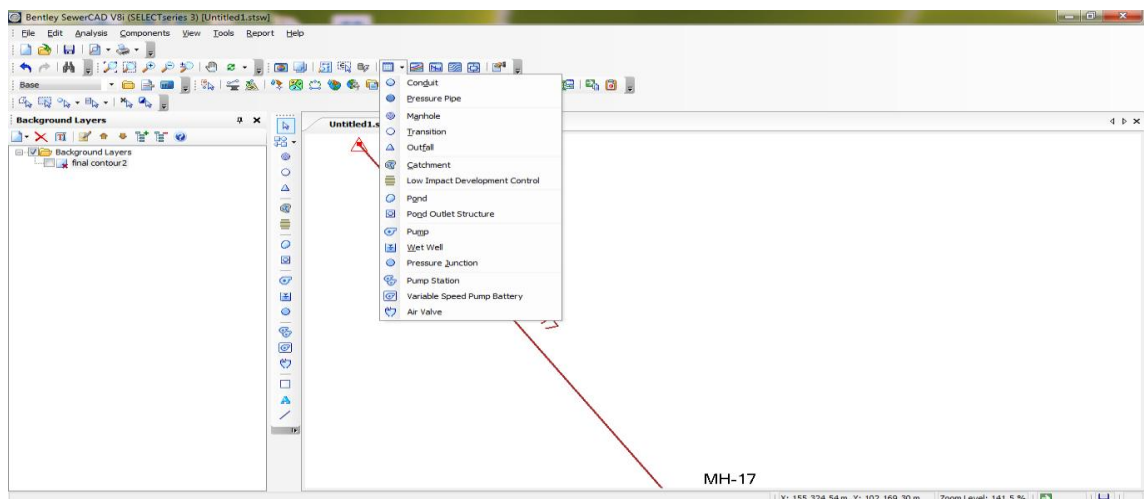 Bentley SewerCAD V8i (SELECTseries 3) [Untitled1.stsw]
File Edit Analysis Components View Tools Report Help
Base
Background Layers
Untitled1.s
Background Layers
final contour2
Conduit
Pressure Pipe
Manhole
Transition
Outfall
Catchment
Low Impact Development Control
Pond
Pond Outlet Structure
Pump
Wet Well
Pressure Junction
Pump Station
Variable Speed Pump Battery
Air Valve
17
MH-17
X: 155,324.54 m, Y: 102,169.30 m Zoom Level: 141.5 %